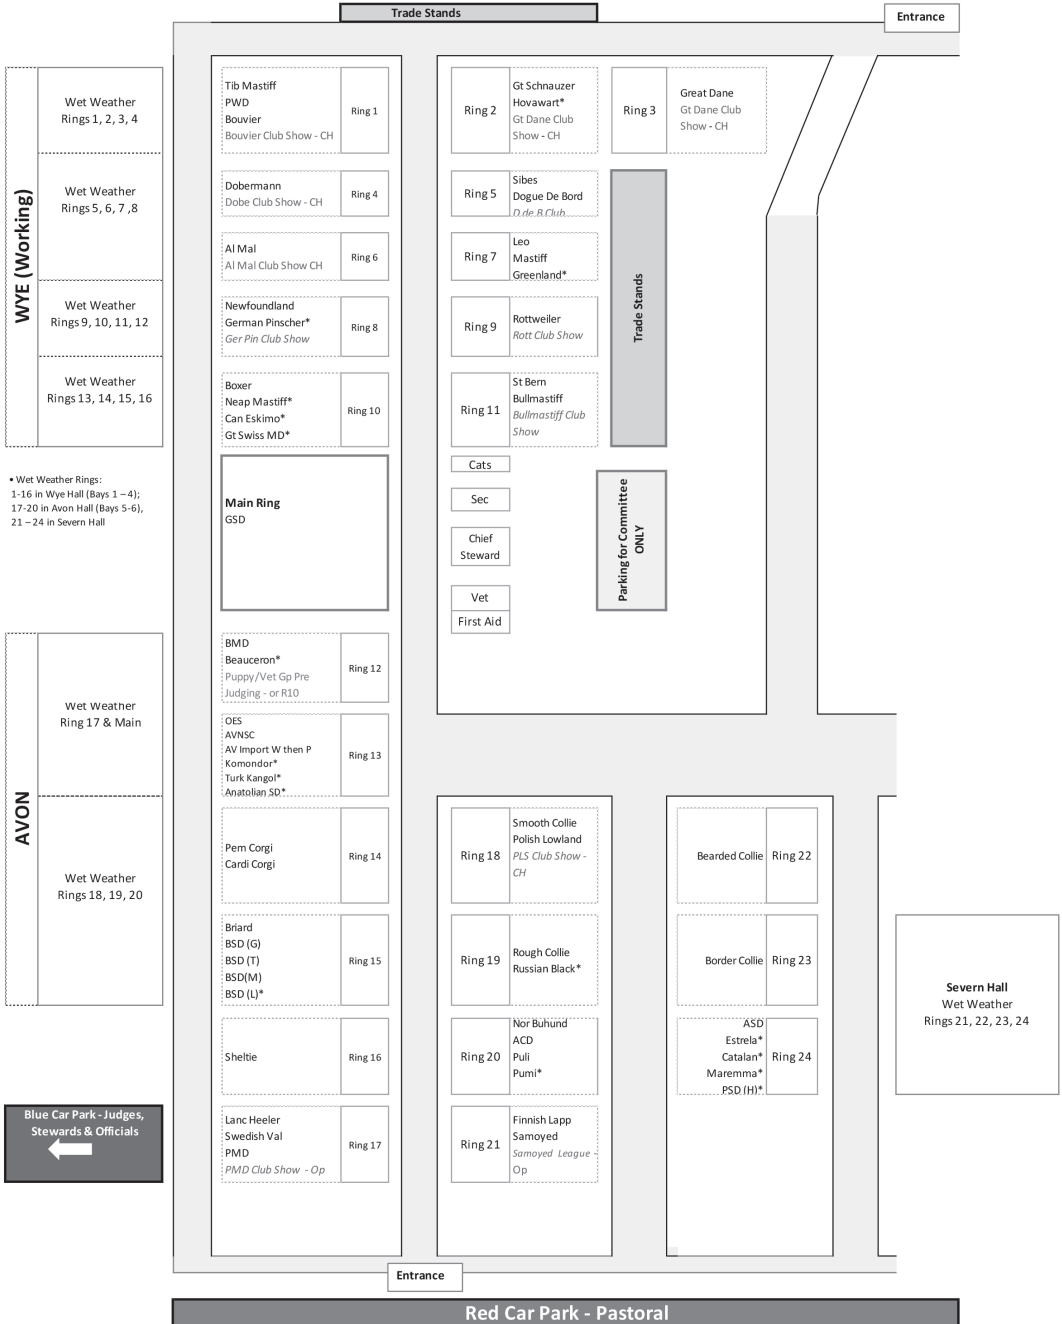 Trade Stands
Entrance
WYE (Working)
Wet Weather
Rings 1, 2, 3, 4
Wet Weather
Rings 5, 6, 7 ,8
Wet Weather
Rings 9, 10, 11, 12
Wet Weather
Rings 13, 14, 15, 16
• Wet Weather Rings:
1-16 in Wye Hall (Bays 1 – 4);
17-20 in Avon Hall (Bays 5-6),
21 – 24 in Severn Hall
AVON
Wet Weather
Ring 17 & Main
Wet Weather
Rings 18, 19, 20
Blue Car Park - Judges,
Stewards & Officials
Tib Mastiff
PWD
Bouvier
Bouvier Club Show - CH
Ring 1
Dobermann
Dobe Club Show - CH
Ring 4
Al Mal
Al Mal Club Show CH
Ring 6
Newfoundland
German Pinscher*
Ger Pin Club Show
Ring 8
Boxer
Neap Mastiff*
Can Eskimo*
Gt Swiss MD*
Ring 10
Main Ring
GSD
BMD
Beauceron*
Puppy/Vet Gp Pre
Judging - or R10
Ring 12
OES
AVNSC
AV Import W then P
Komondor*
Turk Kangol*
Anatolian SD*
Ring 13
Pem Corgi
Cardi Corgi
Ring 14
Briard
BSD (G)
BSD (T)
BSD(M)
BSD (L)*
Ring 15
Sheltie
Ring 16
Lanc Heeler
Swedish Val
PMD
PMD Club Show - Op
Ring 17
Ring 2
Gt Schnauzer
Hovawart*
Gt Dane Club
Show - CH
Ring 3
Great Dane
Gt Dane Club
Show - CH
Ring 5
Sibes
Dogue De Bord
D de B Club
Ring 7
Leo
Mastiff
Greenland*
Ring 9
Rottweiler
Rott Club Show
Ring 11
St Bern
Bullmastiff
Bullmastiff Club
Show
Trade Stands
Cats
Sec
Chief
Steward
Vet
First Aid
Parking for Committee
ONLY
Ring 18
Smooth Collie
Polish Lowland
PLS Club Show -
CH
Ring 19
Rough Collie
Russian Black*
Ring 20
Nor Buhund
ACD
Puli
Pumi*
Ring 21
Finnish Lapp
Samoyed
Samoyed League -
Op
Bearded Collie
Ring 22
Border Collie
Ring 23
ASD
Estrela*
Catalan*
Maremma*
PSD (H)*
Ring 24
Severn Hall
Wet Weather
Rings 21, 22, 23, 24
Entrance
Red Car Park - Pastoral